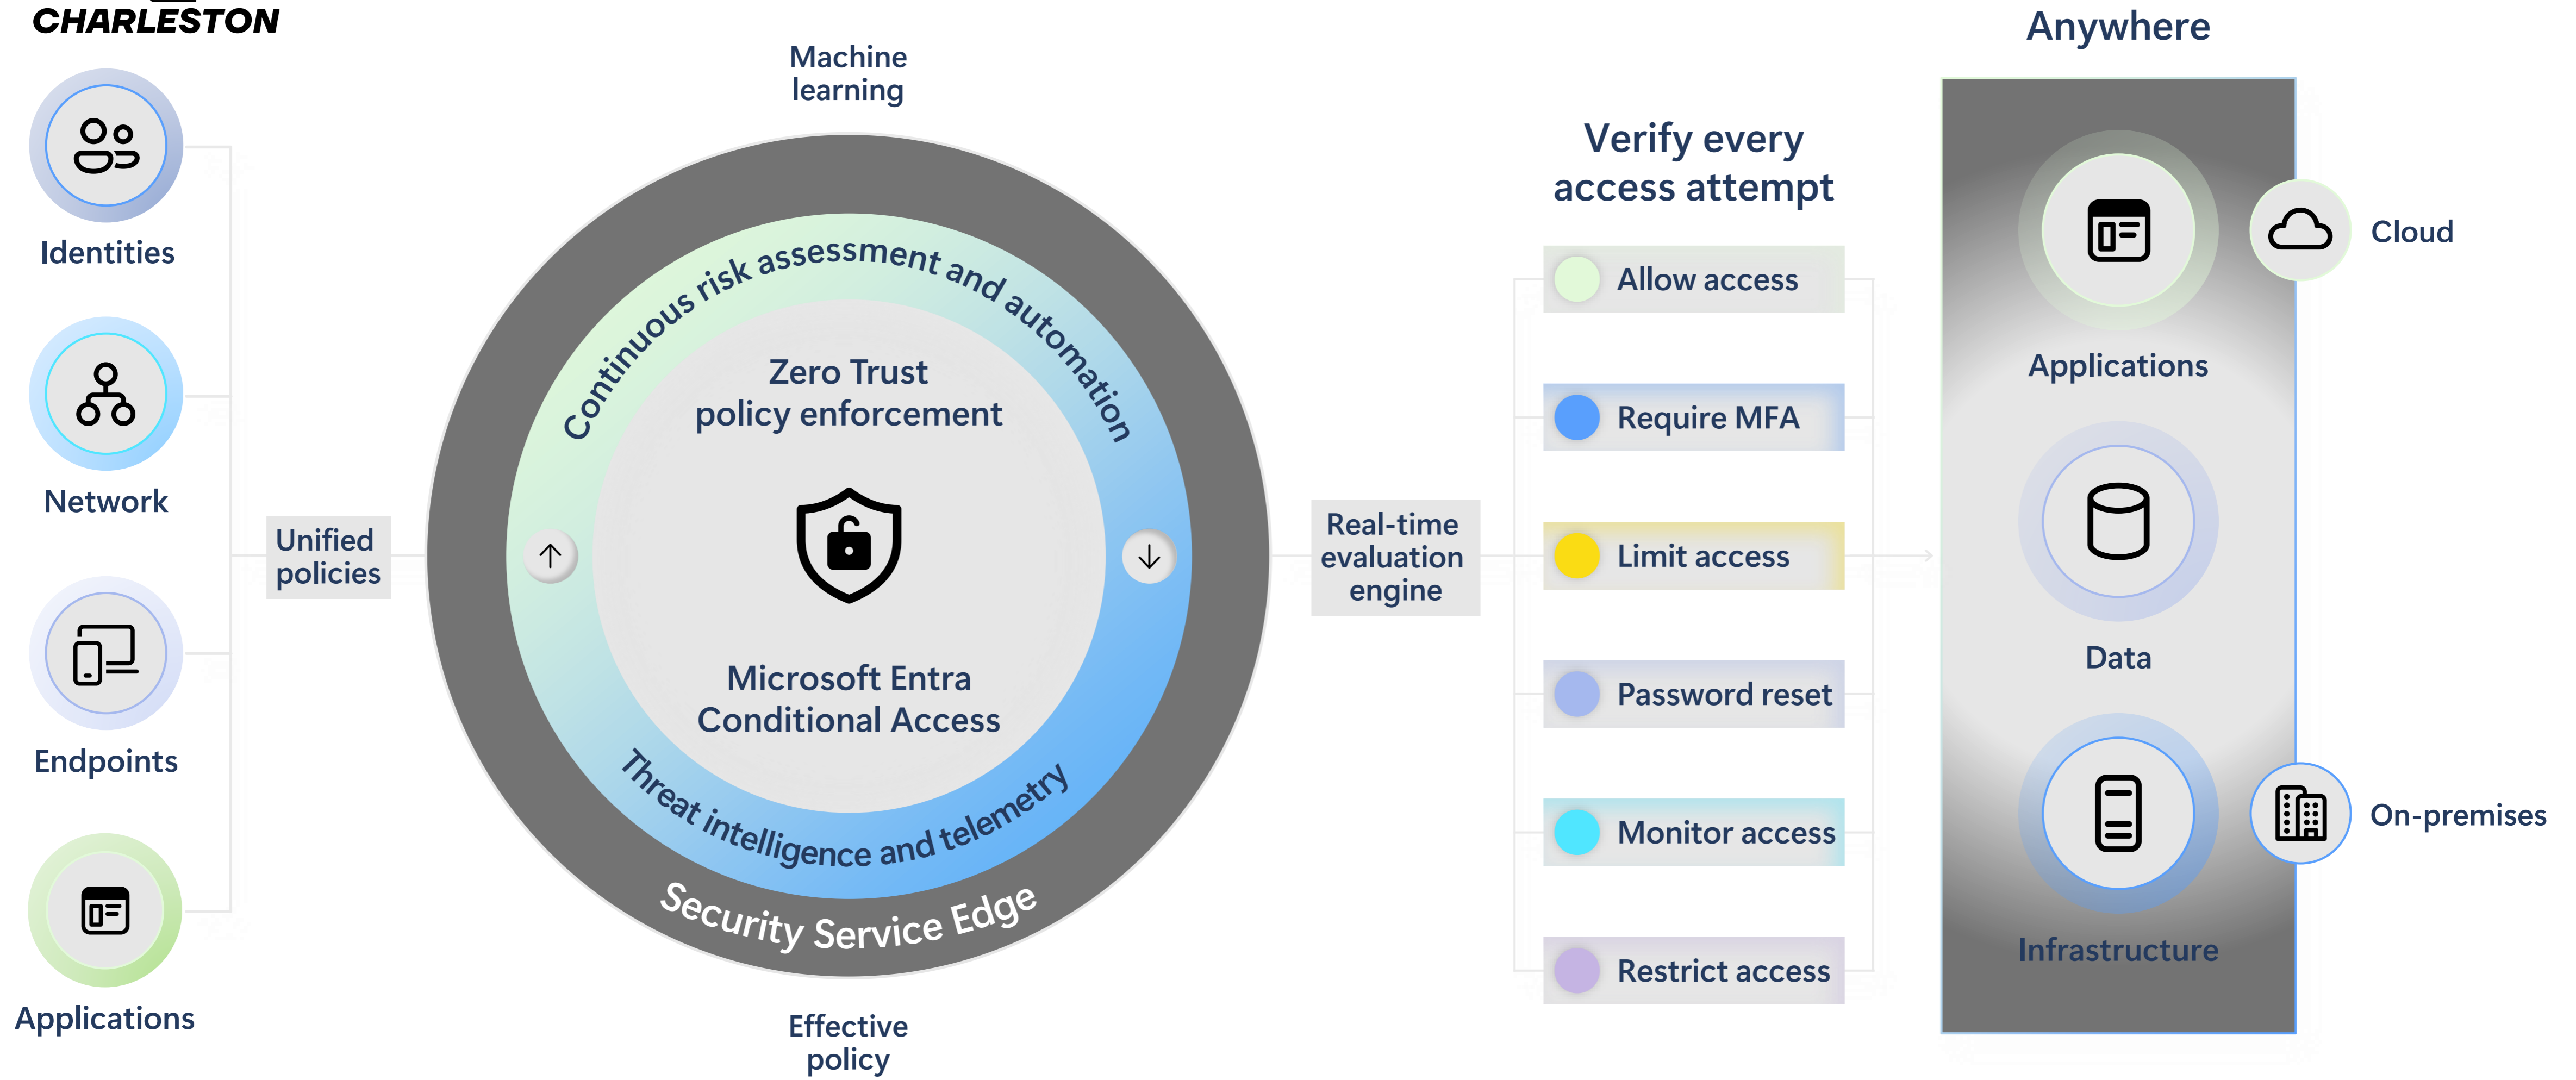 CHARLESTON
Identities
Network
Endpoints
Applications
Unified
policies
Machine
learning
Continuous risk assessment and automation
Zero Trust
policy enforcement
Microsoft Entra
Conditional Access
Threat intelligence and telemetry
Security Service Edge
Effective
policy
Real-time
evaluation
engine
Verify every
access attempt
Allow access
Require MFA
Limit access
Password reset
Monitor access
Restrict access
Anywhere
Applications
Data
Infrastructure
Cloud
On-premises